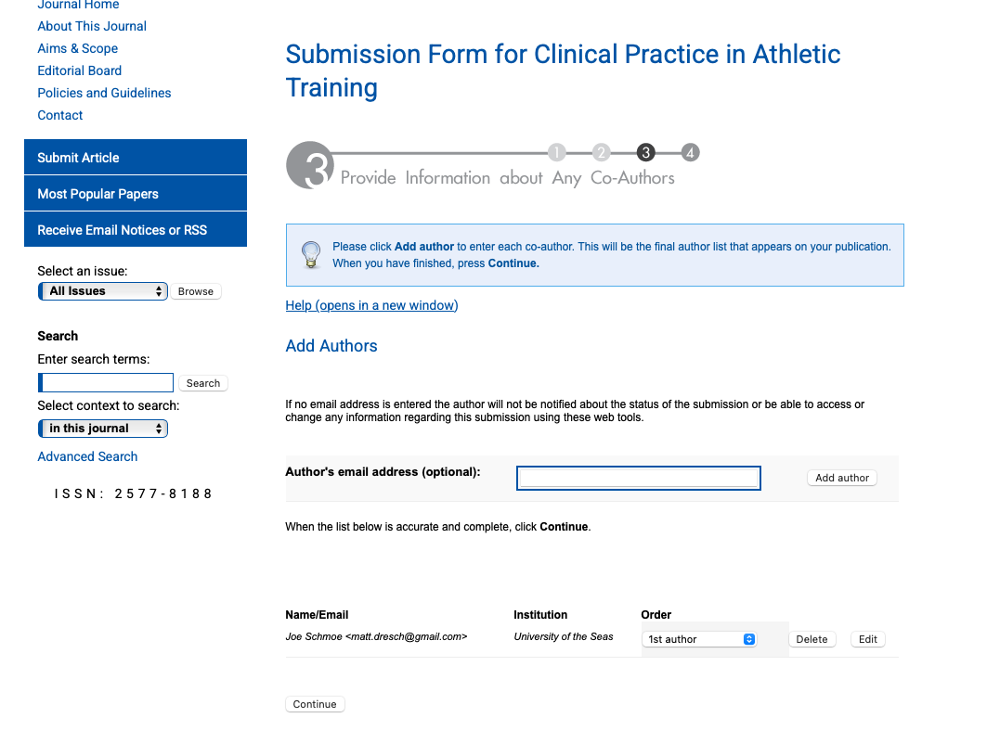 Journal Home
About This Journal
Aims & Scope
Editorial Board
Policies and Guidelines
Contact
Submit Article
Most Popular Papers
Receive Email Notices or RSS
Select an issue:
All Issues
Browse
Search
Enter search terms:
Search
Select context to search:
in this journal
Advanced Search
ISSN: 2577-8188
Submission Form for Clinical Practice in Athletic
Training
1 2 3 4
3 Provide Information about Any Co-Authors
Please click Add author to enter each co-author. This will be the final author list that appears on your publication.
When you have finished, press Continue.
Help (opens in a new window)
Add Authors
If no email address is entered the author will not be notified about the status of the submission or be able to access or
change any information regarding this submission using these web tools.
Author's email address (optional):
Add author
When the list below is accurate and complete, click Continue.
Name/Email Institution Order
Joe Schmoe <matt.dresch@gmail.com> University of the Seas 1st author Delete Edit
Continue